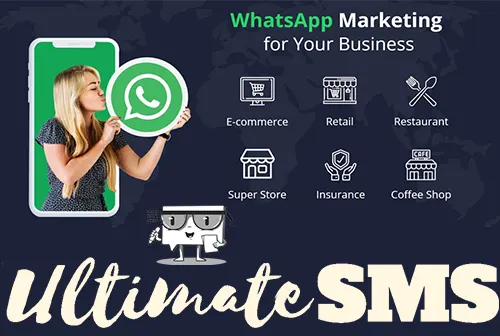 WhatsApp Marketing
for Your Business
E-commerce
Retail
Restaurant
CAFE
Super Store
Insurance
Coffee Shop
Ultimate SMS